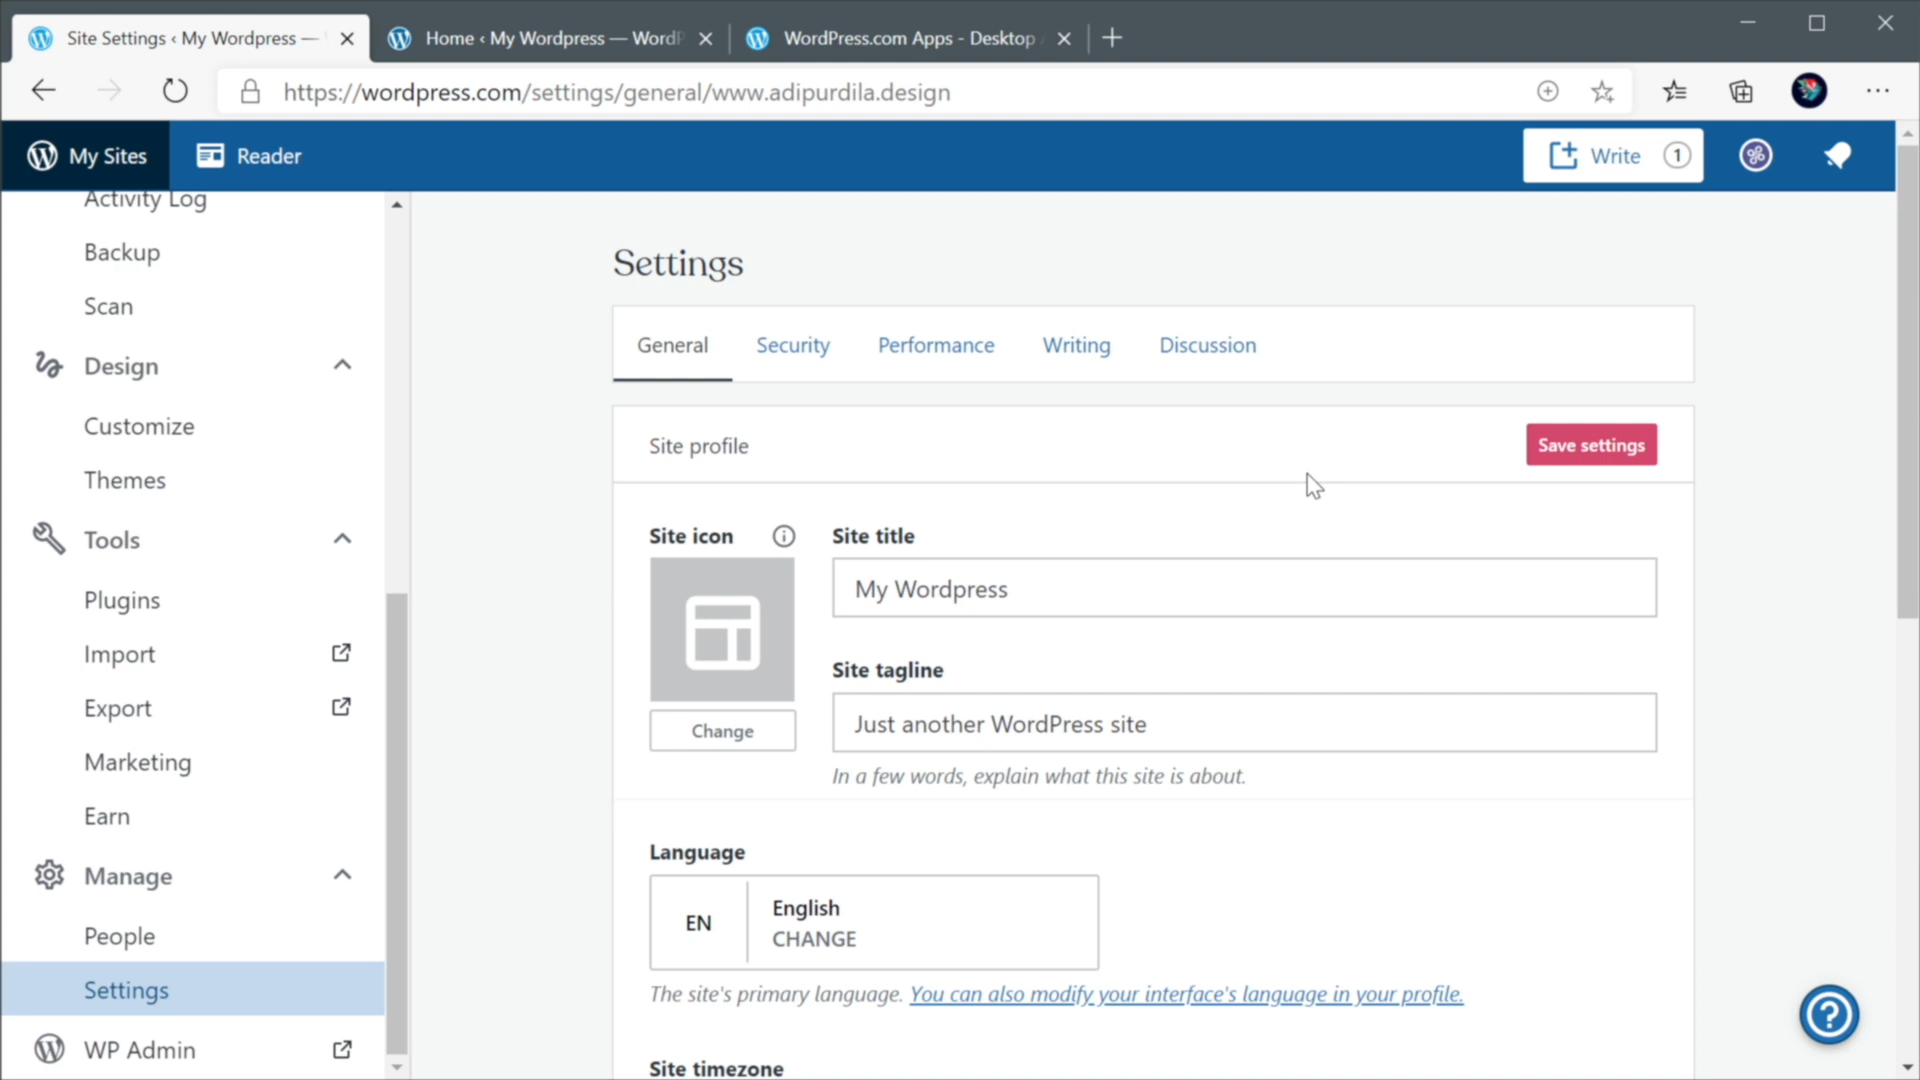 Site Settings ‹ My Wordpress —
Home ‹ My Wordpress — WordP
WordPress.com Apps - Desktop
https://wordpress.com/settings/general/www.adipurdila.design
My Sites
Reader
Write
1
Activity Log
Backup
Scan
Design
Customize
Themes
Tools
Plugins
Import
Export
Marketing
Earn
Manage
People
Settings
WP Admin
Settings
General
Security
Performance
Writing
Discussion
Site profile
Save settings
Site icon
Change
Site title
My Wordpress
Site tagline
Just another WordPress site
In a few words, explain what this site is about.
Language
EN
English
CHANGE
The site's primary language. You can also modify your interface's language in your profile.
Site timezone